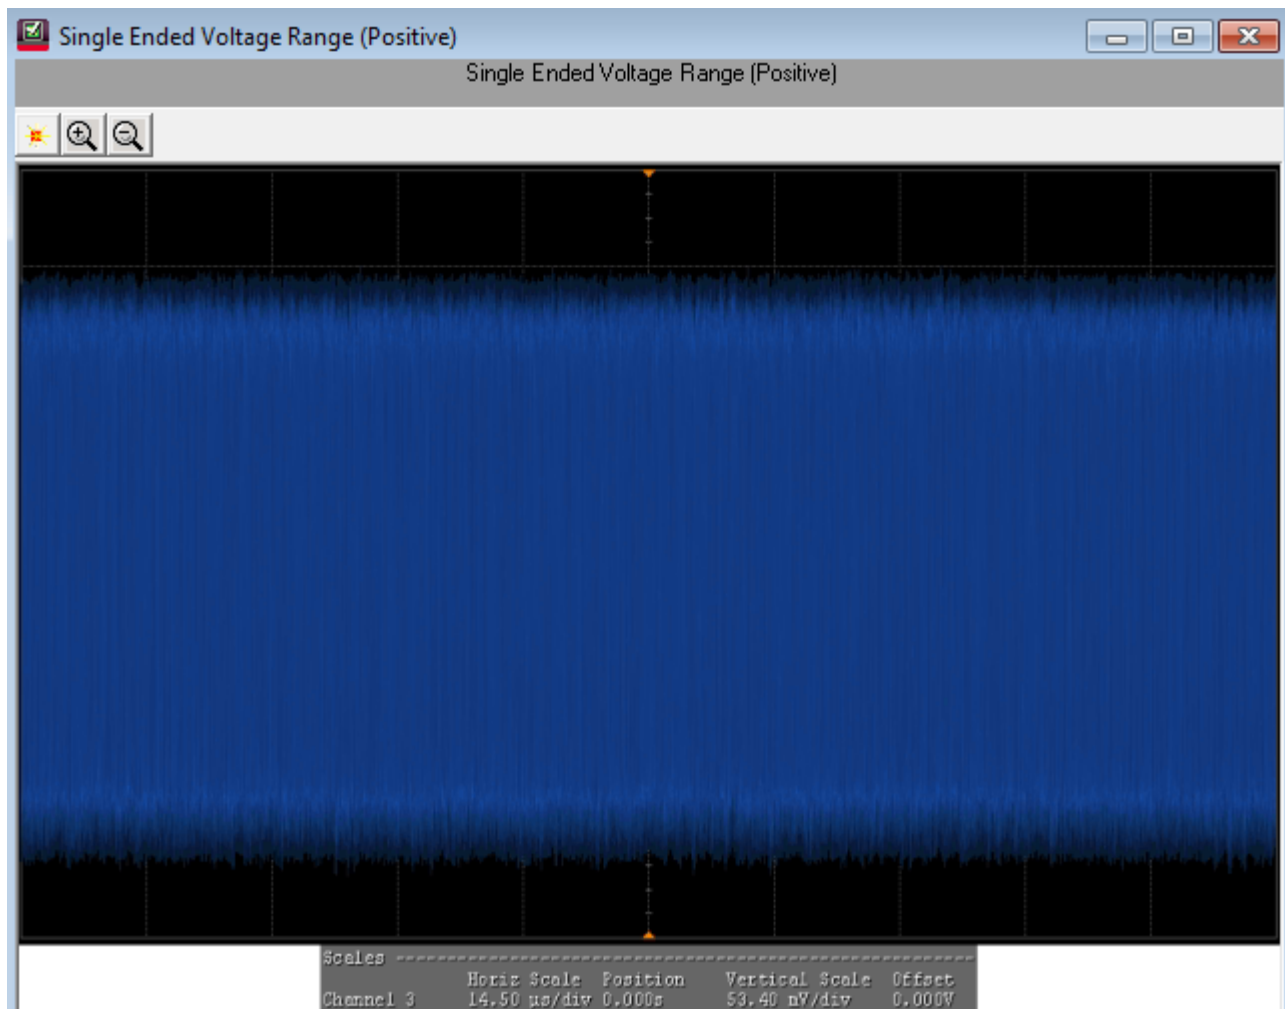 Single Ended Voltage Range (Positive)
Single Ended Voltage Range (Positive)
Scales --------------------------------------------------------
Horiz Scale Position Vertical Scale Offset
Channel 3 14.50 µs/div 0.000s 53.40 mV/div 0.000V